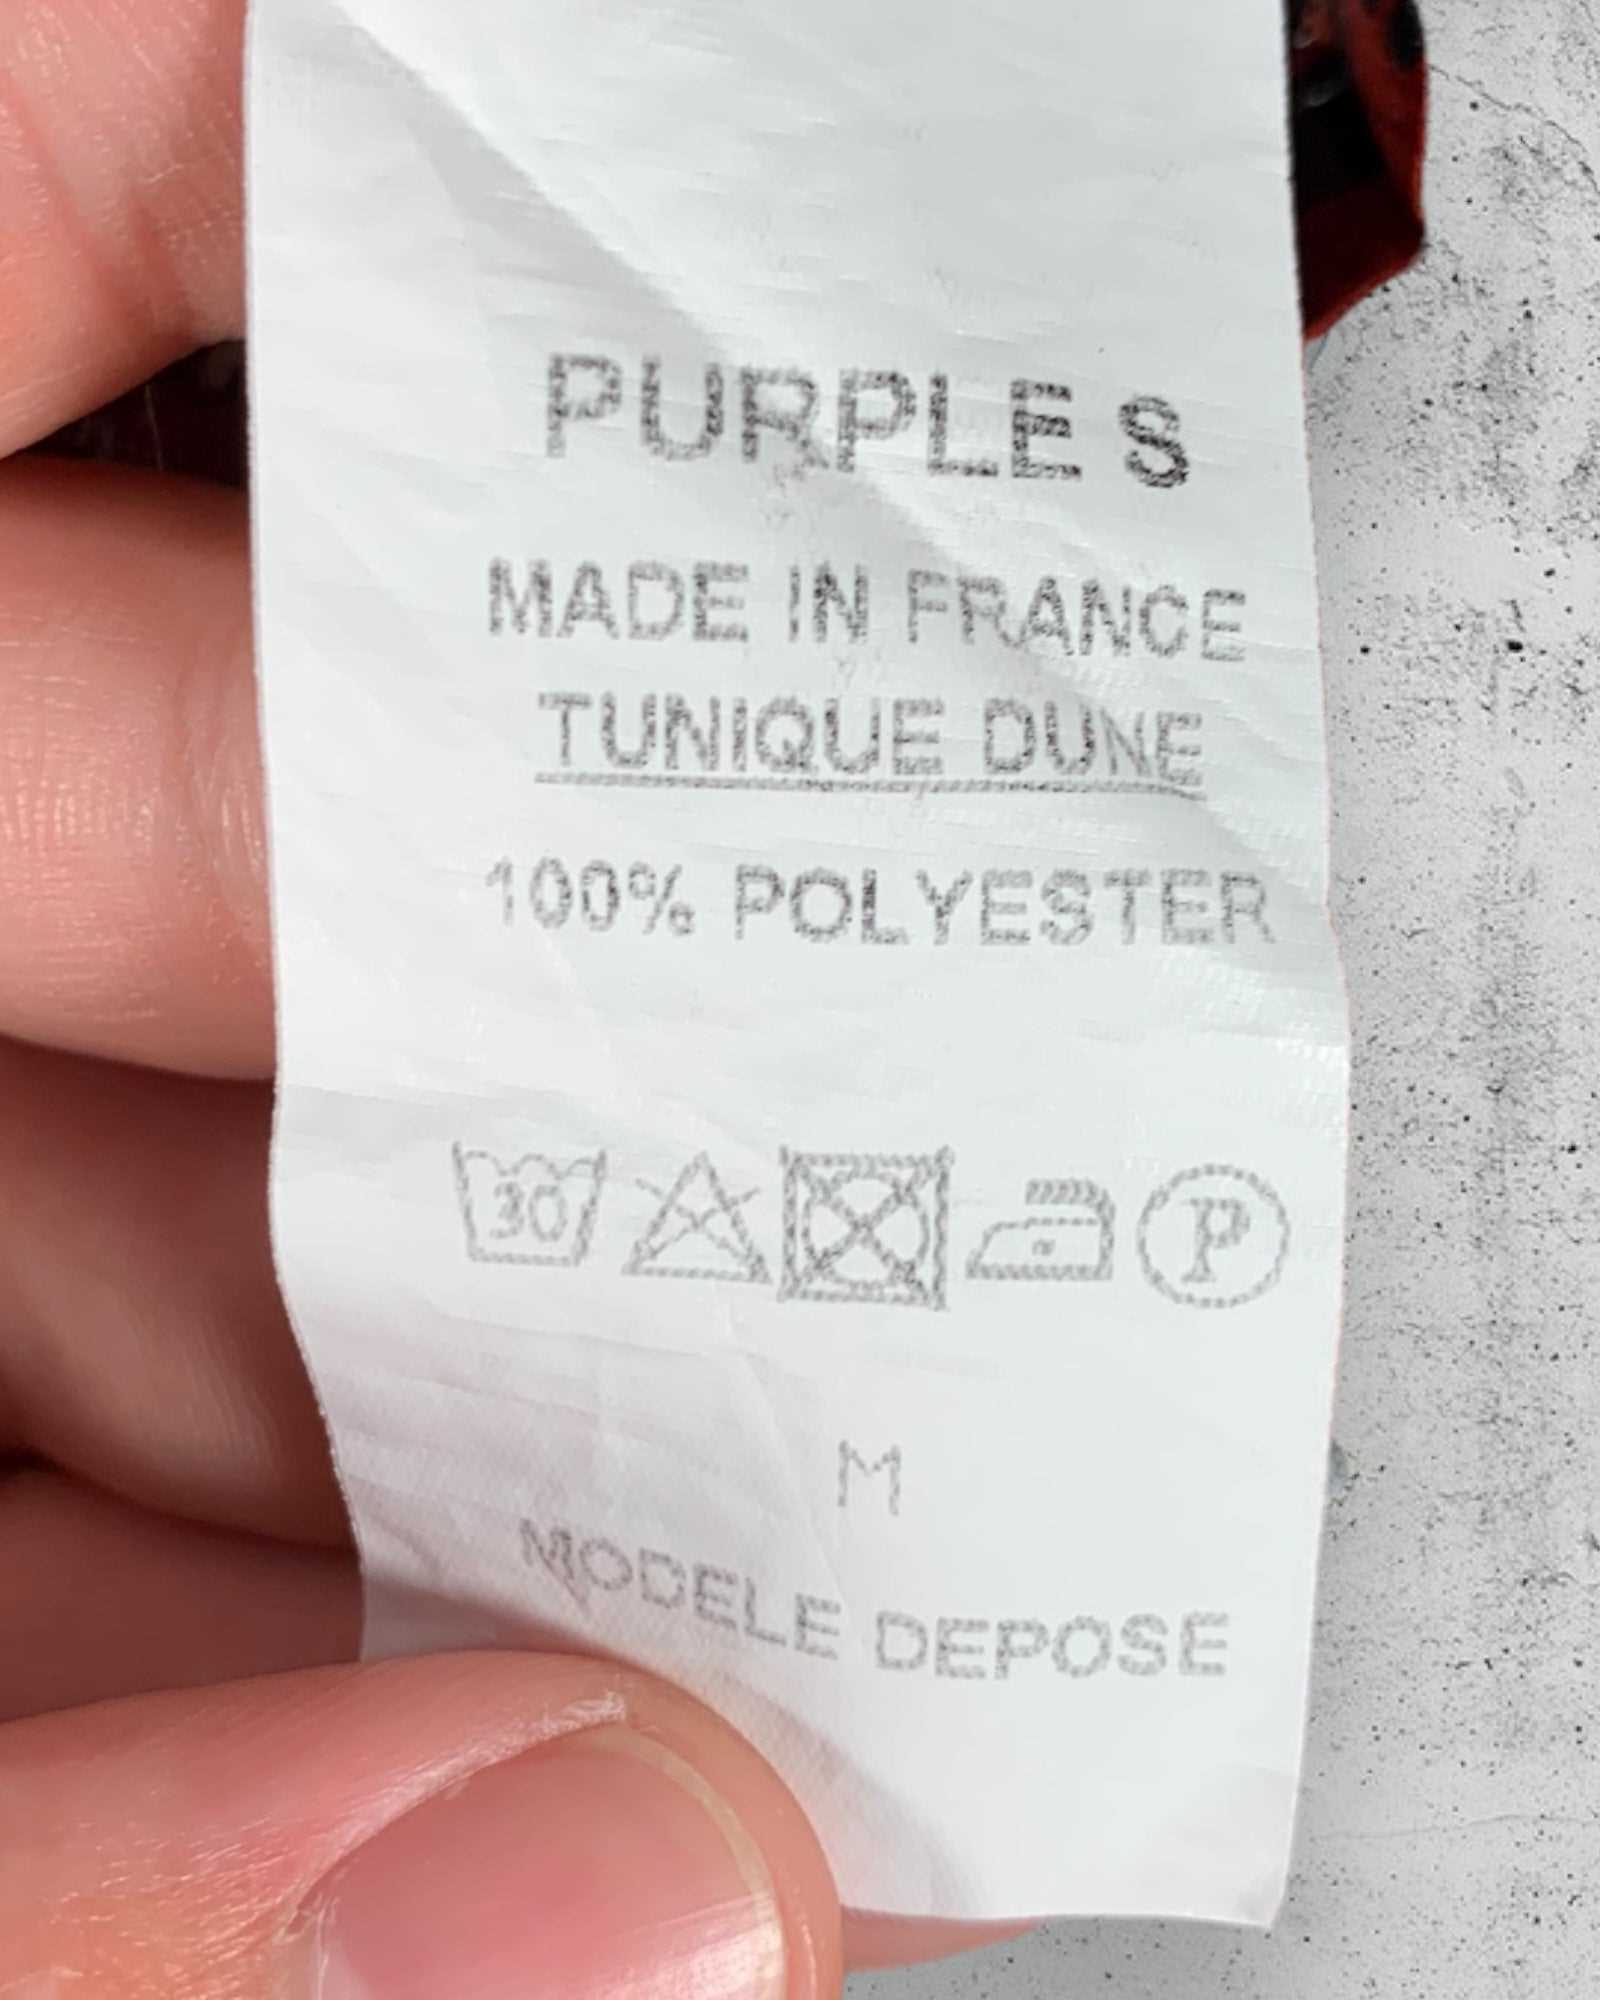 PURPLE S
MADE IN FRANCE
TUNIQUE DUNE
100% POLYESTER
30 P
M
MODELE DEPOSE